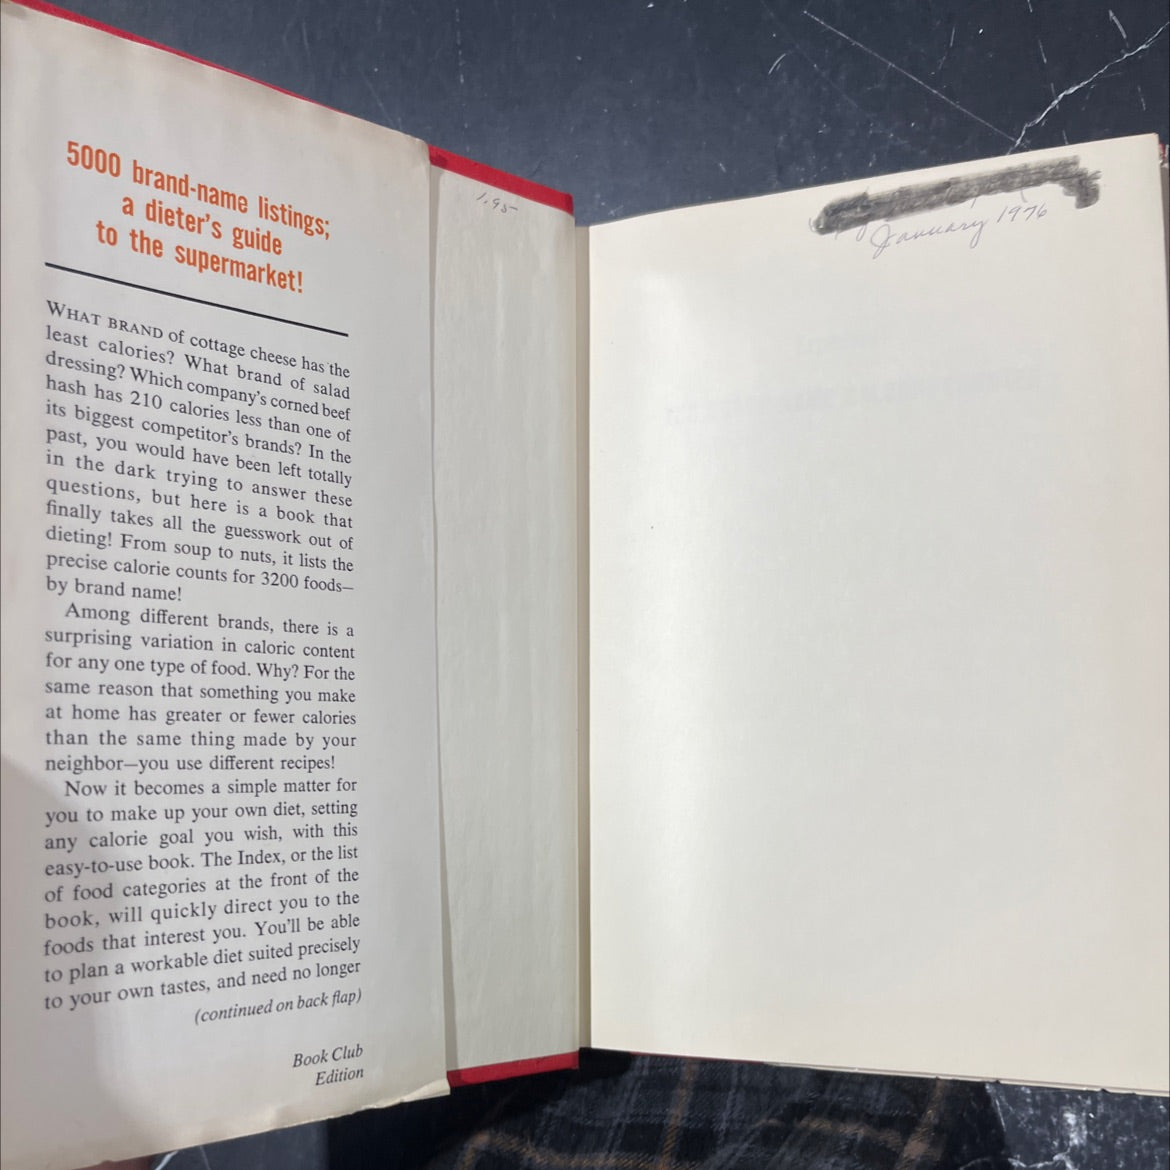 5000 brand-name listings;
a dieter's guide
to the supermarket!
WHAT BRAND of cottage cheese has the
least calories? What brand of salad
dressing? Which company's corned beef
hash has 210 calories less than one of
its biggest competitor's brands? In the
past, you would have been left totally
in the dark trying to answer these
questions, but here is a book that
finally takes all the guesswork out of
dieting! From soup to nuts, it lists the
precise calorie counts for 3200 foods—
by brand name!
Among different brands, there is a
surprising variation in caloric content
for any one type of food. Why? For the
same reason that something you make
at home has greater or fewer calories
than the same thing made by your
neighbor—you use different recipes!
Now it becomes a simple matter for
you to make up your own diet, setting
any calorie goal you wish, with this
easy-to-use book. The Index, or the list
of food categories at the front of the
book, will quickly direct you to the
foods that interest you. You'll be able
to plan a workable diet suited precisely
to your own tastes, and need no longer
(continued on back flap)
Book Club
Edition
1.95
January 1976